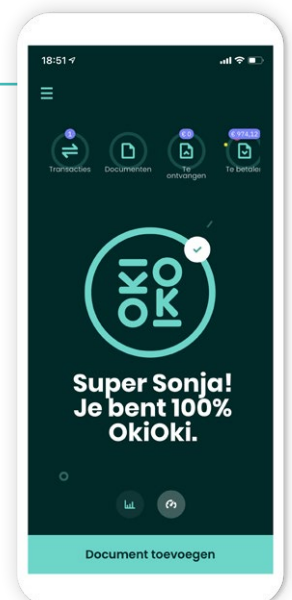 18:51
1
€ 0
€ 974,32
Transacties
Documenten
Te
ontvangen
Te betalen
OKI
OKI
Super Sonja!
Je bent 100%
OkiOki.
Document toevoegen